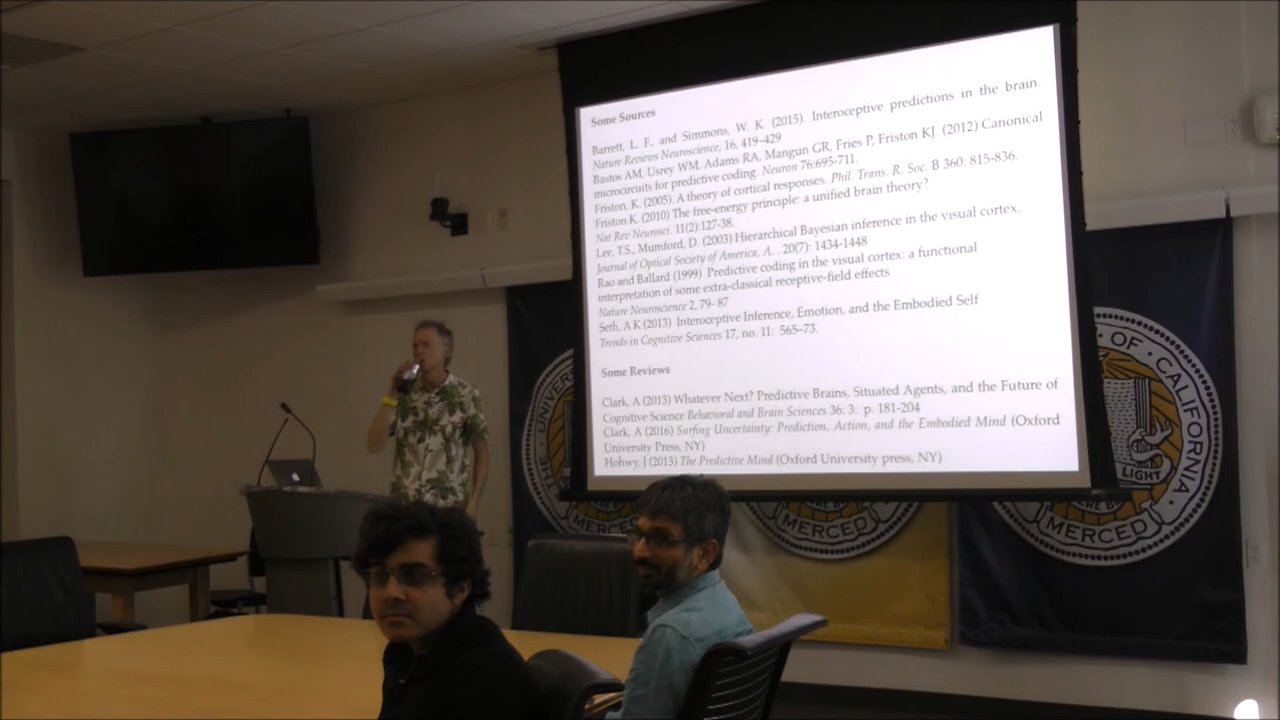 Some Sources
Barrett, L. F., and Simmons, W. K. (2015). Interoceptive predictions in the brain.
Nature Reviews Neuroscience, 16, 419–429
Bastos AM, Usrey WM, Adams RA, Mangun GR, Fries P, Friston KJ. (2012) Canonical
microcircuits for predictive coding. Neuron 76:695-711.
Friston, K. (2005). A theory of cortical responses. Phil. Trans. R. Soc. B 360: 815-836.
Friston K. (2010) The free-energy principle: a unified brain theory?
Nat Rev Neurosci. 11(2):127-38.
Lee, T.S., Mumford, D. (2003) Hierarchical Bayesian inference in the visual cortex.
Journal of Optical Society of America, A. . 20(7): 1434-1448
Rao and Ballard (1999) Predictive coding in the visual cortex: a functional
interpretation of some extra-classical receptive-field effects
Nature Neuroscience 2, 79- 87
Seth, A K (2013) Interoceptive Inference, Emotion, and the Embodied Self
Trends in Cognitive Sciences 17, no. 11: 565–73.
Some Reviews
Clark, A (2013) Whatever Next? Predictive Brains, Situated Agents, and the Future of
Cognitive Science Behavioral and Brain Sciences 36: 3: p. 181-204
Clark, A (2016) Surfing Uncertainty: Prediction, Action, and the Embodied Mind (Oxford
University Press, NY)
Hohwy, J (2013) The Predictive Mind (Oxford University press, NY)
THE UNIVER
MERCED
MERCED
OF · CALIFORNIA
LIGHT
MERCED